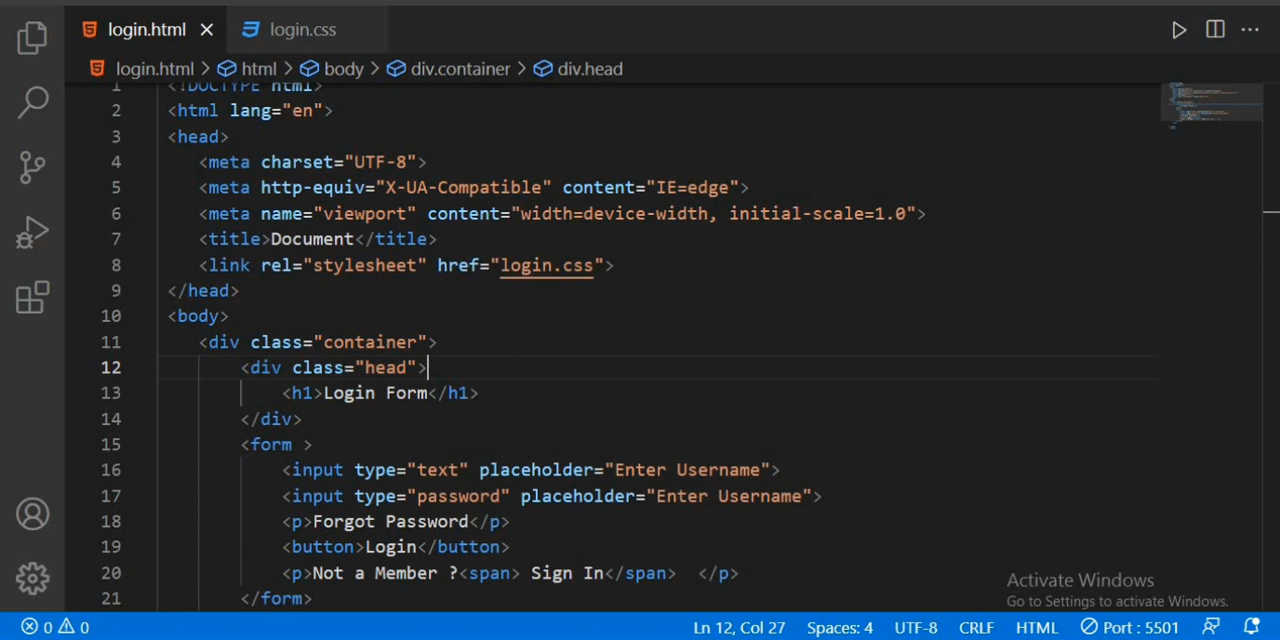 login.html
login.css
login.html > html > body > div.container > div.head
1 <!DOCTYPE html>
2 <html lang="en">
3 <head>
4 <meta charset="UTF-8">
5 <meta http-equiv="X-UA-Compatible" content="IE=edge">
6 <meta name="viewport" content="width=device-width, initial-scale=1.0">
7 <title>Document</title>
8 <link rel="stylesheet" href="login.css">
9 </head>
10 <body>
11 <div class="container">
12 <div class="head">
13 <h1>Login Form</h1>
14 </div>
15 <form >
16 <input type="text" placeholder="Enter Username">
17 <input type="password" placeholder="Enter Username">
18 <p>Forgot Password</p>
19 <button>Login</button>
20 <p>Not a Member ?<span> Sign In</span>  </p>
21 </form>
Activate Windows
Go to Settings to activate Windows.
0 0 Ln 12, Col 27 Spaces: 4 UTF-8 CRLF HTML Port : 5501